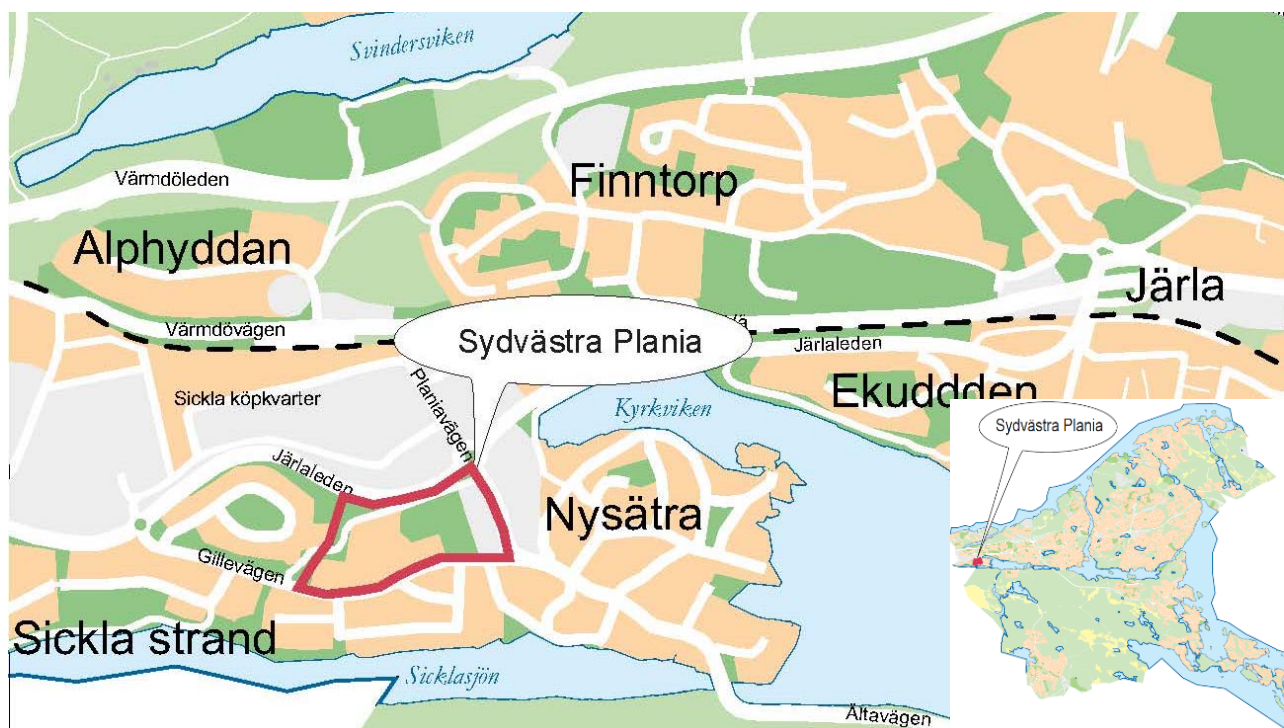 Svindersviken
Värmdöleden
Finntorp
Alphyddan
Järla
Värmdövägen
Vä
Sydvästra Plania
Järlaleden
Sickla köpkvarter
Planiavägen
Ekuddden
Kyrkviken
Sydvästra Plania
Järlaleden
Nysätra
Gillevägen
Sickla strand
Sicklasjön
Ältavägen